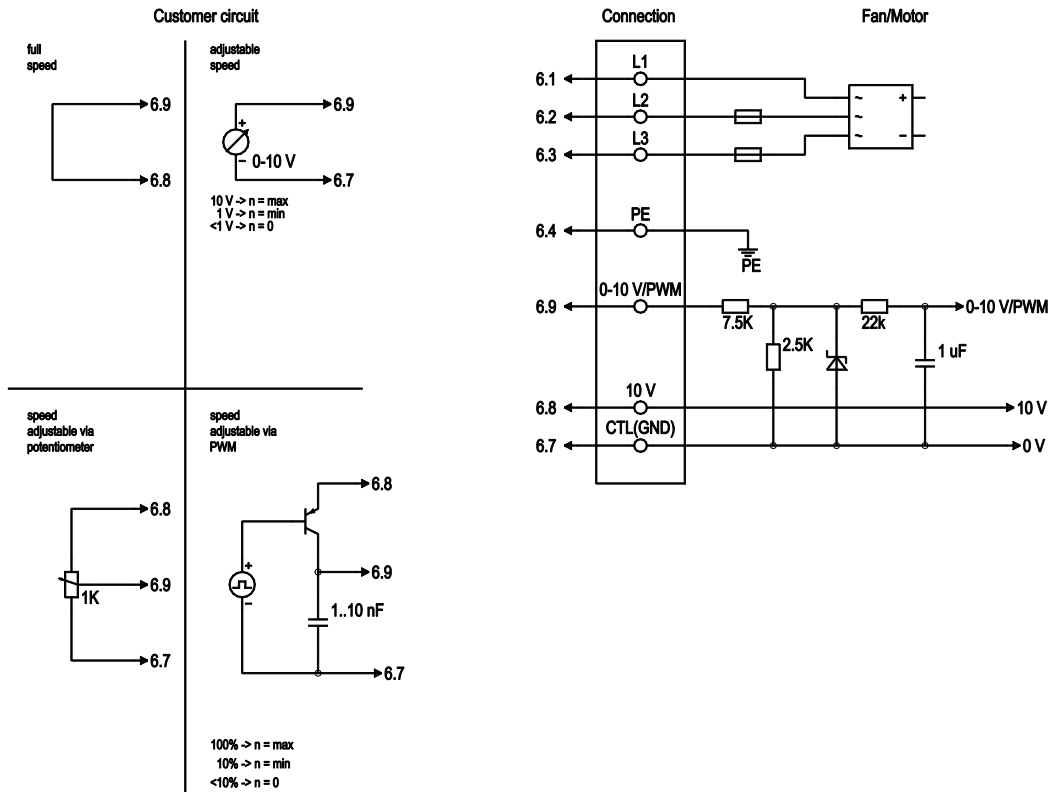 Customer circuit
full
speed
6.9
6.8
adjustable
speed
6.9
+
– 0-10 V
6.7
10 V -> n = max
1 V -> n = min
<1 V -> n = 0
speed
adjustable via
potentiometer
6.8
6.9
1K
6.7
speed
adjustable via
PWM
6.8
+
6.9
–
1..10 nF
6.7
100% -> n = max
10% -> n = min
<10% -> n = 0
Connection
Fan/Motor
6.1
L1
6.2
L2
6.3
L3
~ +
~
~ –
6.4
PE
PE
6.9
0-10 V/PWM
7.5K
22k
0-10 V/PWM
2.5K
1 uF
6.8
10 V
10 V
6.7
CTL(GND)
0 V